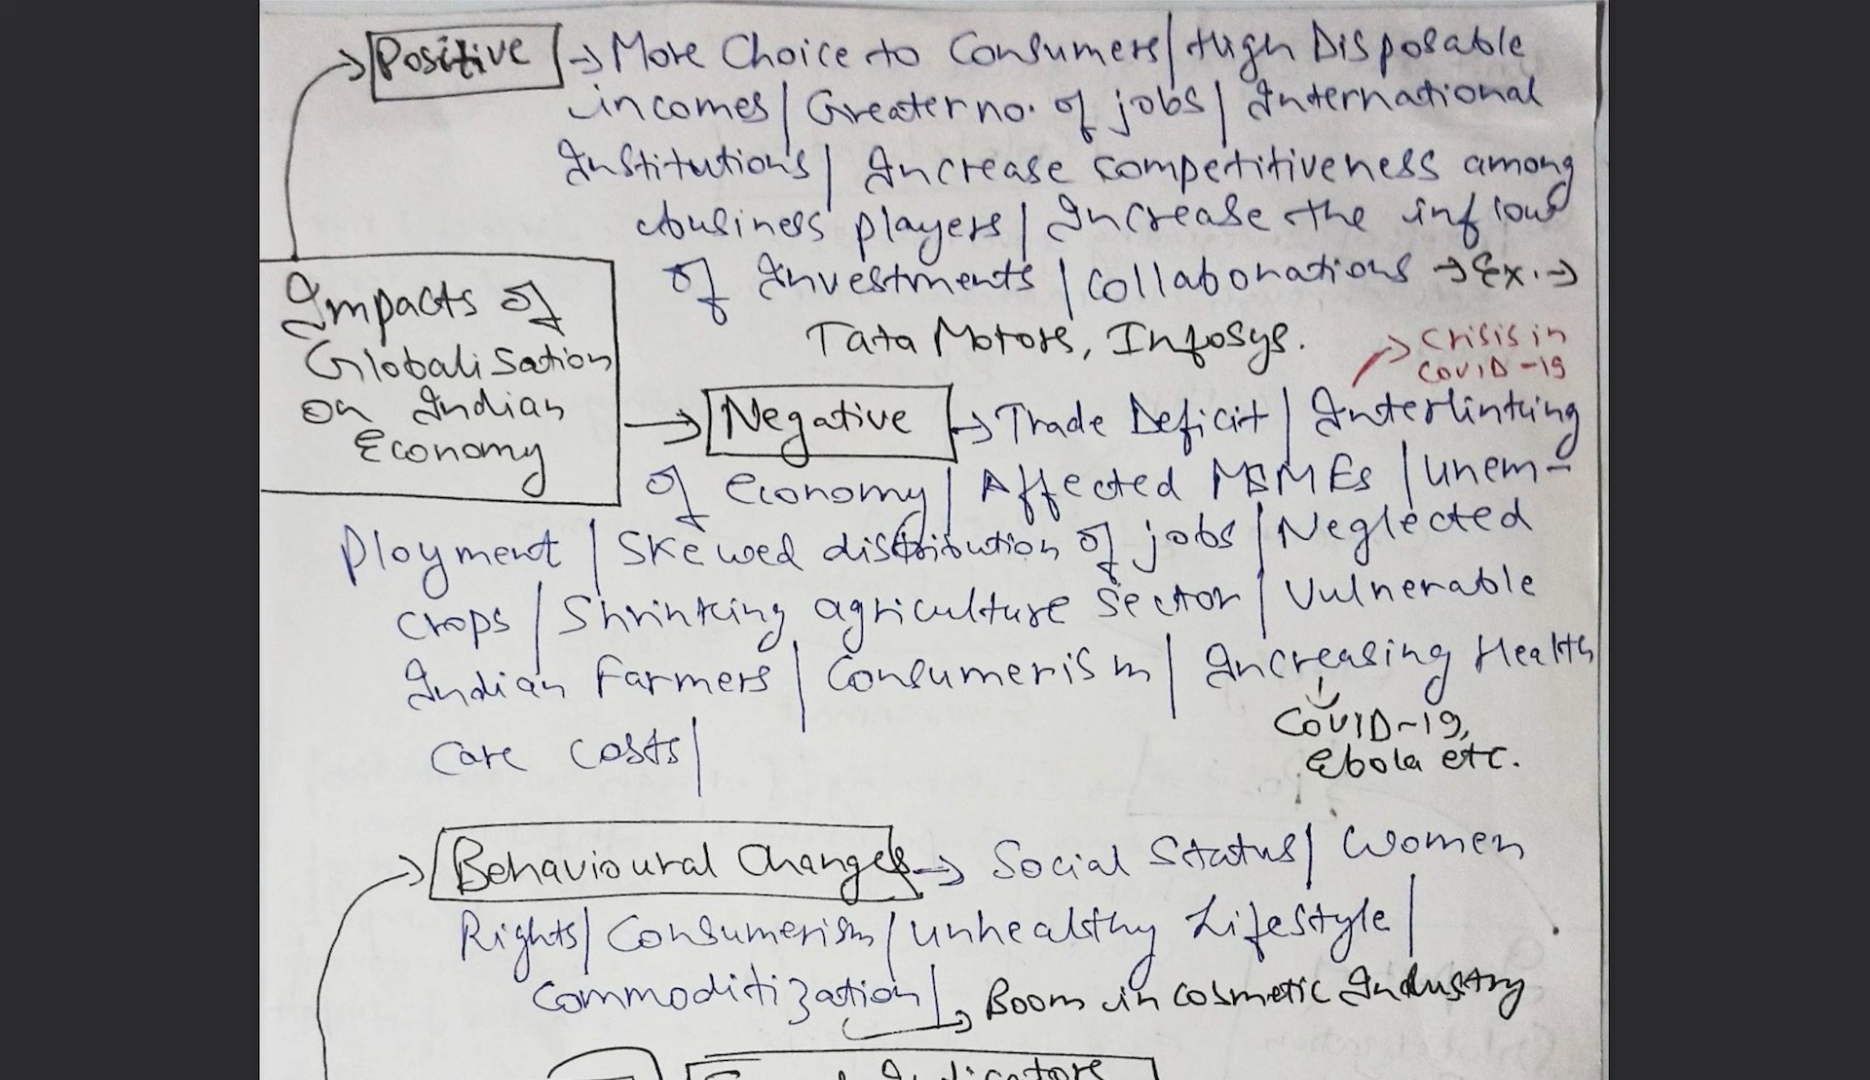 → Positive → More Choice to Consumers/ High Disposable
incomes/ Greater no. of jobs/ International
Institutions/ Increase competitiveness among
business players/ Increase the inflow
of Investments/ Collaborations → Ex. →
Tata Motors, Infosys.
→ Crisis in
COVID-19
Impacts of
Globalisation
on Indian
Economy
→ Negative → Trade Deficit/ Interlinking
of economy/ Affected MSMEs / Unem-
ployment / Skewed distribution of jobs / Neglected
crops / Shrinking agriculture sector / Vulnerable
Indian Farmers / Consumerism / Increasing Health
care costs/
COVID-19,
Ebola etc.
→ Behavioural Changes → Social Status/ Women
Rights/ Consumerism / unhealthy Lifestyle /
Commoditization / → Boom in cosmetic Industry
Indicators